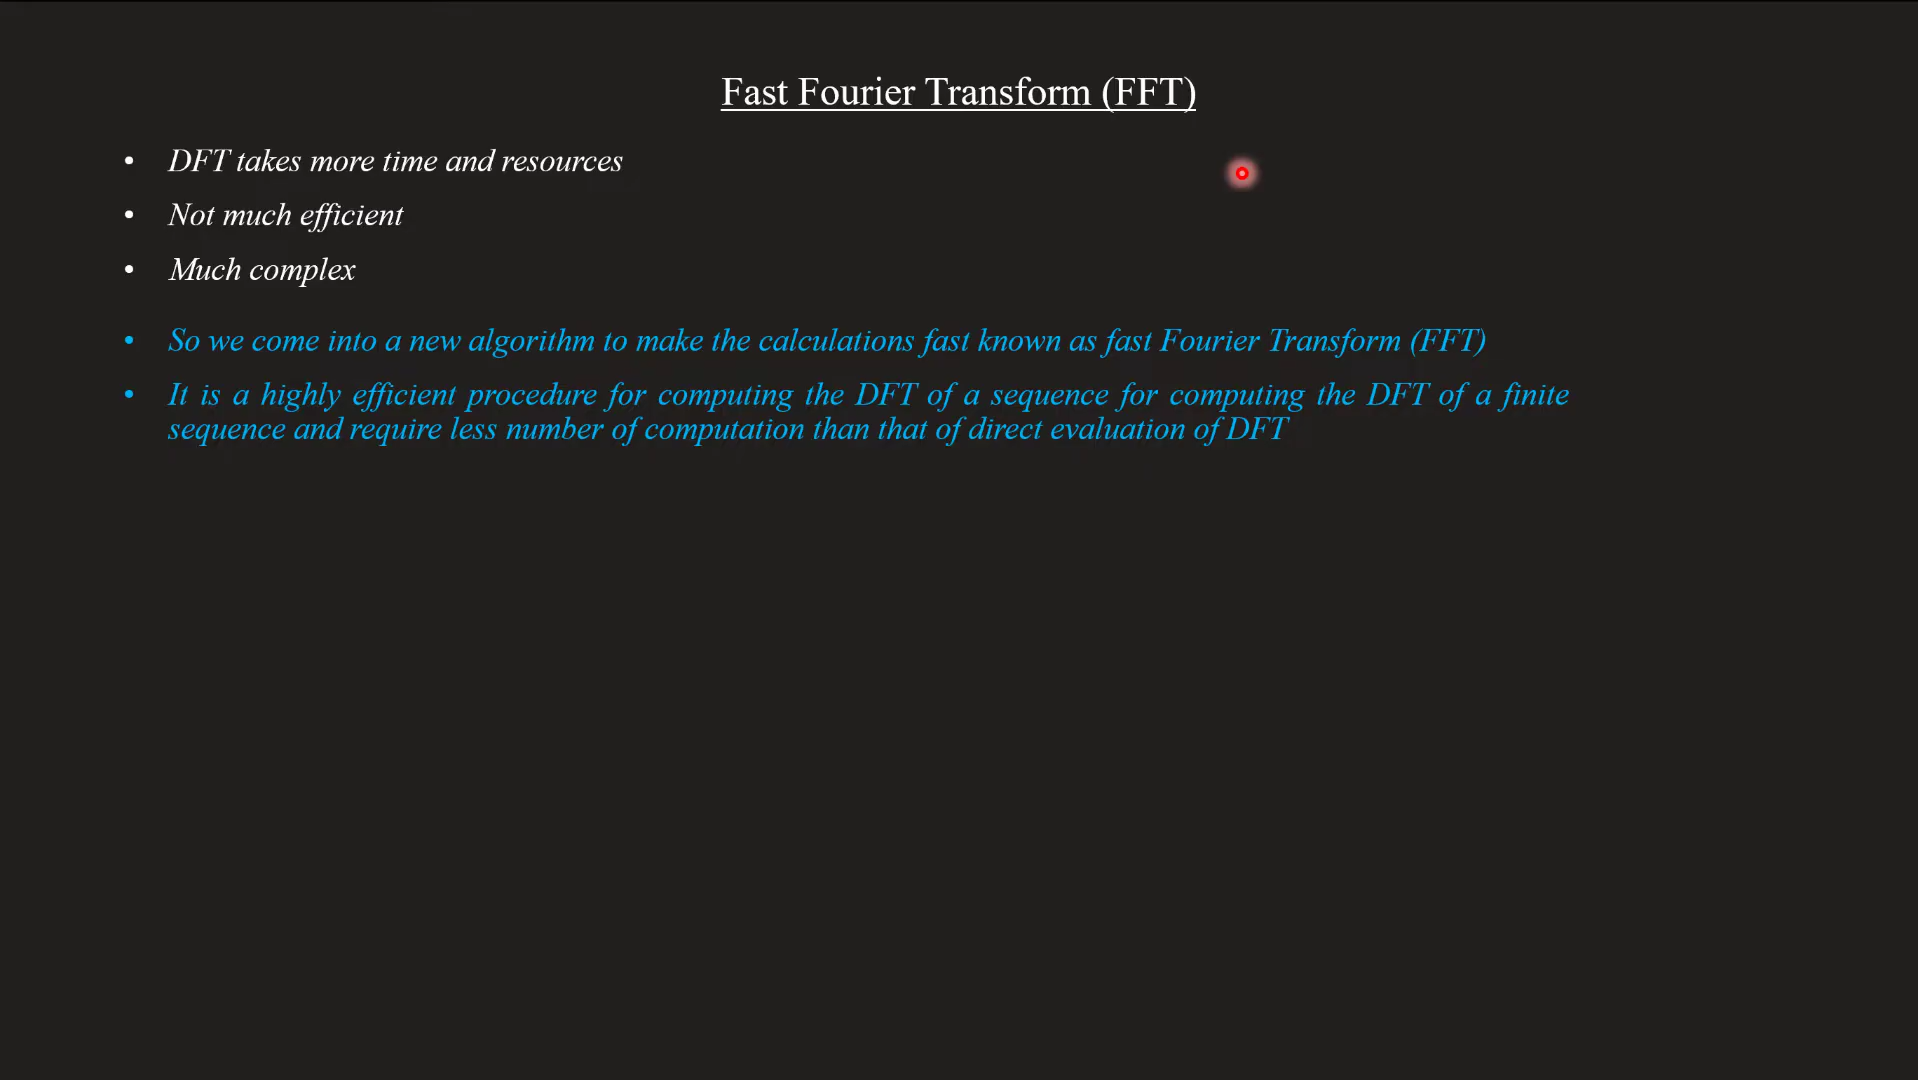 Fast Fourier Transform (FFT)
• DFT takes more time and resources
• Not much efficient
• Much complex
• So we come into a new algorithm to make the calculations fast known as fast Fourier Transform (FFT)
• It is a highly efficient procedure for computing the DFT of a sequence for computing the DFT of a finite
sequence and require less number of computation than that of direct evaluation of DFT